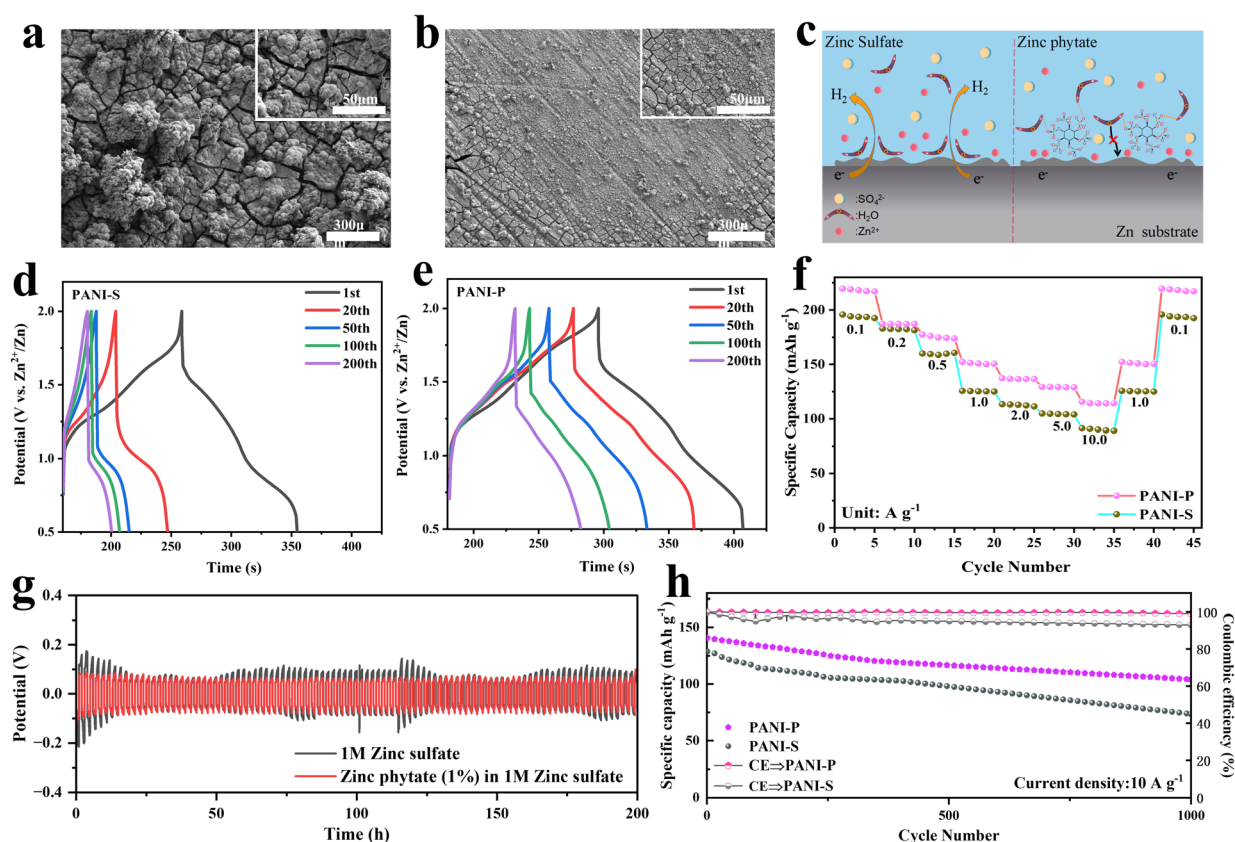 a
50μm
300μ
m
b
50μm
300μ
m
c
Zinc Sulfate
Zinc phytate
H2
H2
e-
e-
e-
e-
:SO₄²⁻
:H₂O
:Zn²⁺
Zn substrate
d
PANI-S
1st
20th
50th
100th
200th
2.0
1.5
1.0
0.5
Potential (V vs. Zn²⁺/Zn)
200 250 300 350 400
Time (s)
e
PANI-P
1st
20th
50th
100th
200th
2.0
1.5
1.0
0.5
Potential (V vs. Zn²⁺/Zn)
200 250 300 350 400
Time (s)
f
200
150
100
50
0
Specific Capacity (mAh g⁻¹)
0.1
0.2
0.5
1.0
2.0
5.0
10.0
1.0
0.1
PANI-P
PANI-S
Unit: A g⁻¹
0 5 10 15 20 25 30 35 40 45
Cycle Number
g
0.4
0.2
0.0
−0.2
−0.4
Potential (V)
1M Zinc sulfate
Zinc phytate (1%) in 1M Zinc sulfate
0 25 50 75 100 125 150 175 200
Time (h)
h
150
100
50
0
Specific capacity (mAh g⁻¹)
PANI-P
PANI-S
CE⇒PANI-P
CE⇒PANI-S
Current density:10 A g⁻¹
100
80
60
40
20
0
Coulombic efficiency (%)
0 500 1000
Cycle Number